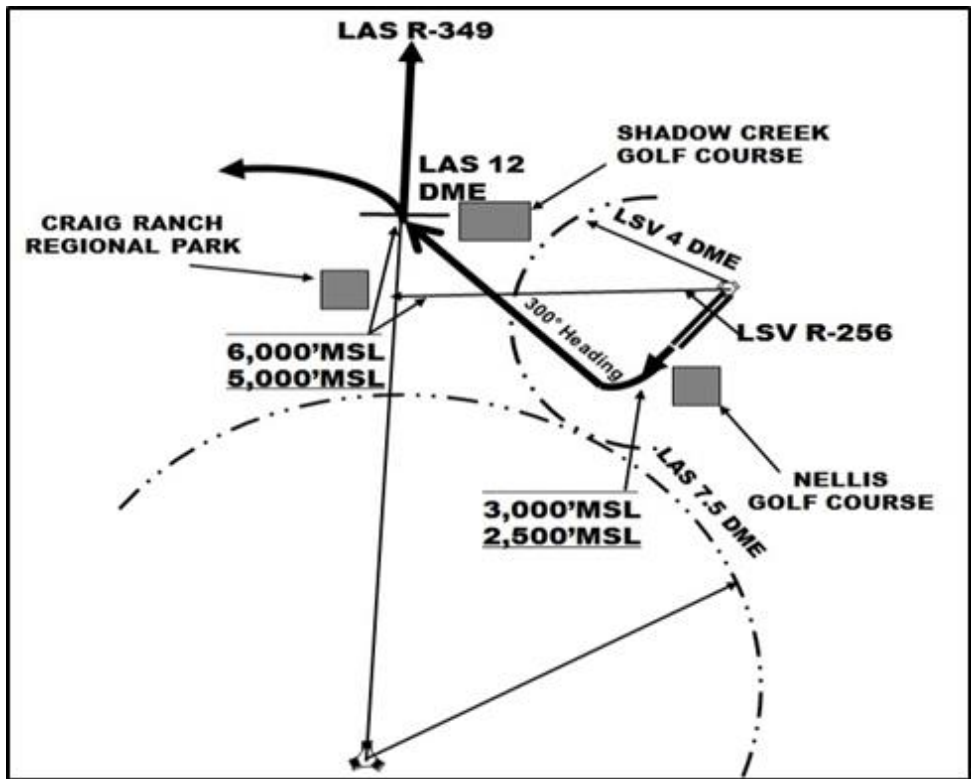 LAS R-349
SHADOW CREEK
GOLF COURSE
LAS 12
DME
CRAIG RANCH
REGIONAL PARK
LSV 4 DME
300° Heading
LSV R-256
6,000'MSL
5,000'MSL
3,000'MSL
2,500'MSL
LAS 7.5 DME
NELLIS
GOLF COURSE